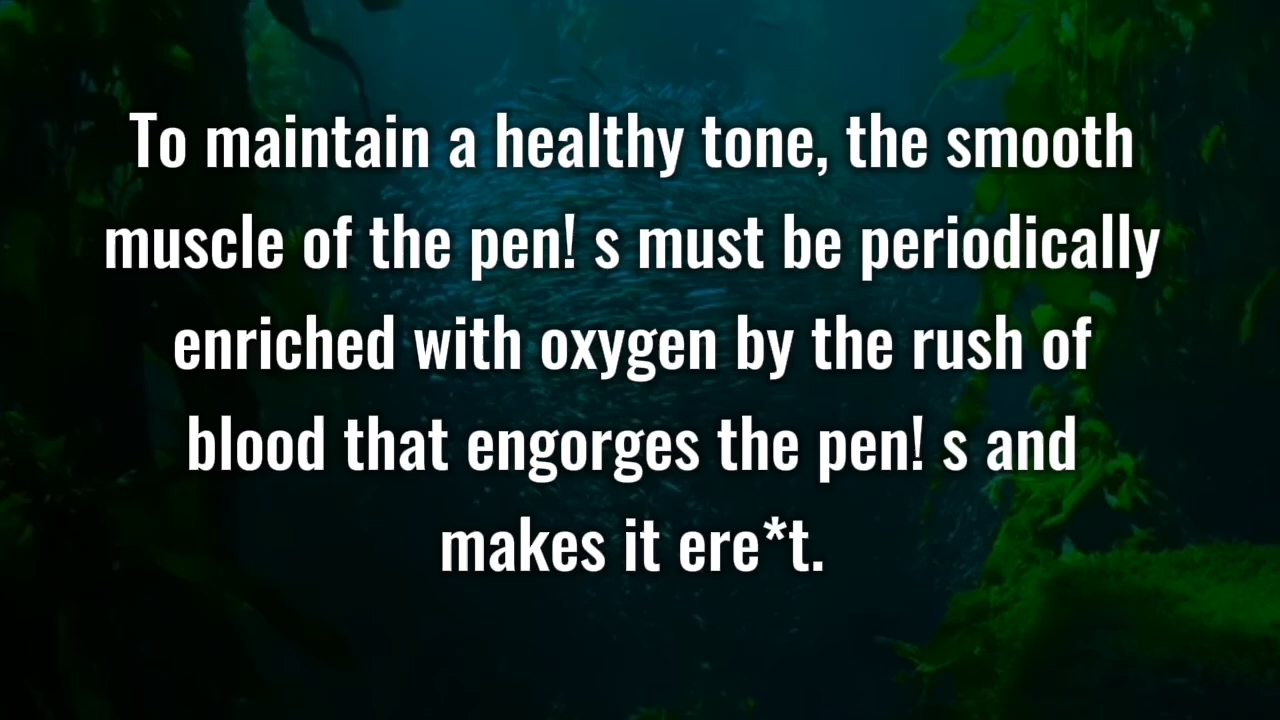 To maintain a healthy tone, the smooth
muscle of the pen! s must be periodically
enriched with oxygen by the rush of
blood that engorges the pen! s and
makes it ere*t.